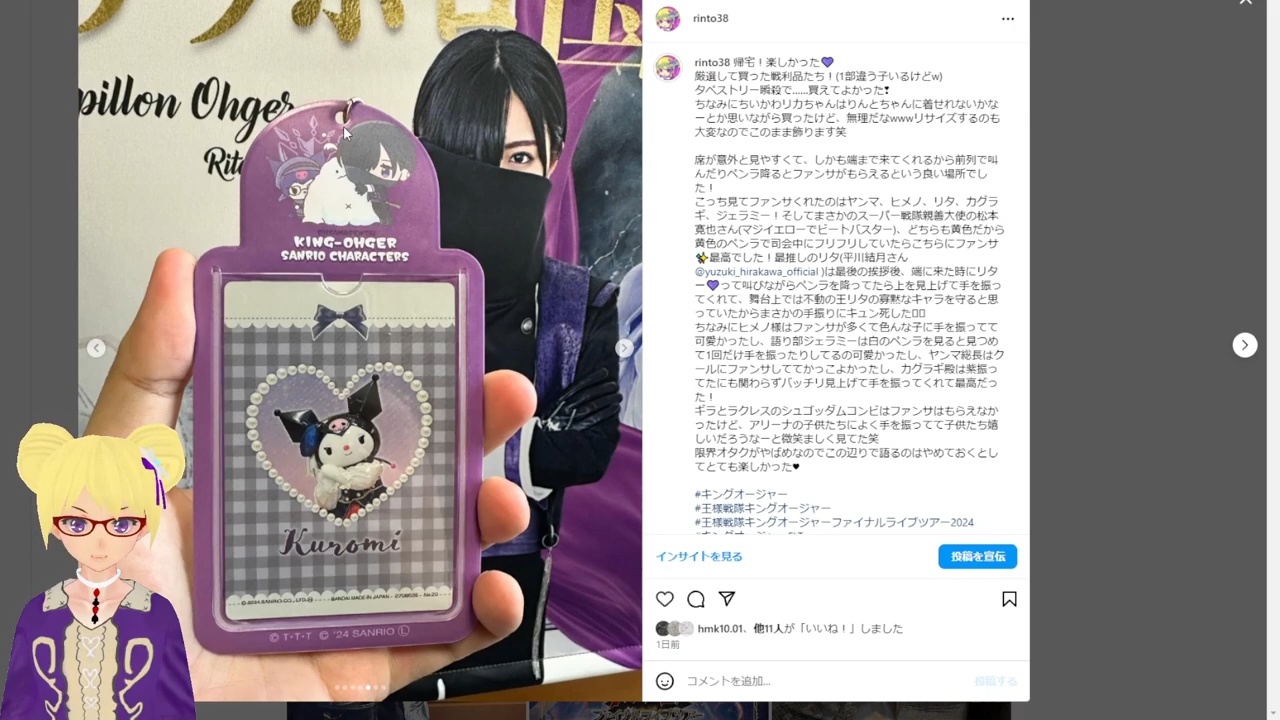 pillon Ohger
Rita
KING-OHGER
SANRIO CHARACTERS
Kuromi
© T・T・T © '24 SANRIO Ⓛ
rinto38
rinto38 帰宅！楽しかった💜
厳選して買った戦利品たち！(1部違う子いるけどw)
タペストリー瞬殺で……買えてよかった❣
ちなみにちいかわリカちゃんはりんとちゃんに着せれないかな
ーとか思いながら買ったけど、無理だなwwwリサイズするのも
大変なのでこのまま飾ります笑
席が意外と見やすくて、しかも端まで来てくれるから前列で叫
んだりペンラ降るとファンサがもらえるという良い場所でし
た！
こっち見てファンサくれたのはヤンマ、ヒメノ、リタ、カグラ
ギ、ジェラミー！そしてまさかのスーパー戦隊親善大使の松本
寛也さん(マジイエローでビートバスター)、どちらも黄色だから
黄色のペンラで司会中にフリフリしていたらこちらにファンサ
✨最高でした！最推しのリタ(平川結月さん
@yuzuki_hirakawa_official )は最後の挨拶後、端に来た時にリタ
ー💜って叫びながらペンラを降ってたら上を見上げて手を振っ
てくれて、舞台上では不動の王リタの寡黙なキャラを守ると思
っていたからまさかの手振りにキュン死した
ちなみにヒメノ様はファンサが多くて色んな子に手を振ってて
可愛かったし、語り部ジェラミーは白のペンラを見ると見つめ
て1回だけ手を振ったりしてるの可愛かったし、ヤンマ総長はク
ールにファンサしててかっこよかったし、カグラギ殿は紫振っ
てたにも関わらずバッチリ見上げて手を振ってくれて最高だっ
た！
ギラとラクレスのシュゴッダムコンビはファンサはもらえなか
ったけど、アリーナの子供たちによく手を振ってて子供たち嬉
しいだろうなーと微笑ましく見てた笑
限界オタクがやばめなのでこの辺りで語るのはやめておくとし
てとても楽しかった♥
#キングオージャー
#王様戦隊キングオージャー
#王様戦隊キングオージャーファイナルライブツアー2024
インサイトを見る
投稿を宣伝
hmk10.01、他11人が「いいね！」しました
1日前
コメントを追加...
投稿する